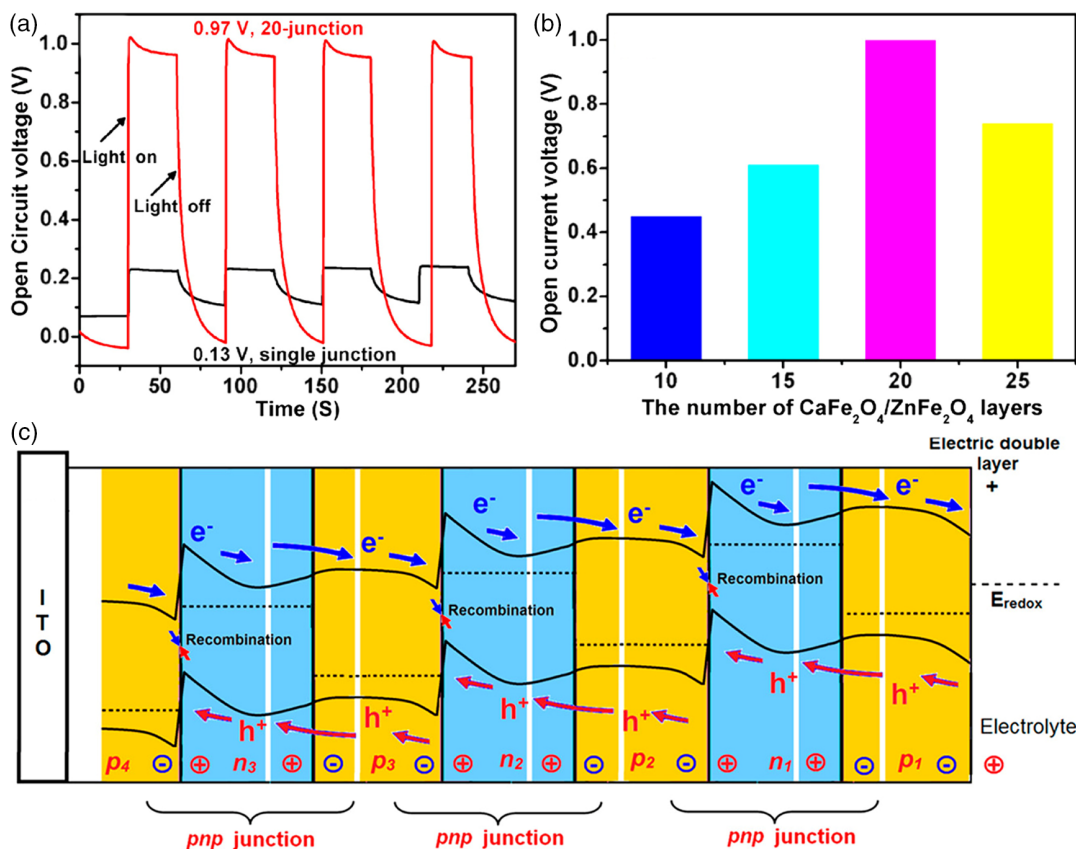 (a)
0.97 V, 20-junction
1.0
0.8
0.6
0.4
0.2
0.0
Open Circuit voltage (V)
Light on
Light off
0.13 V, single junction
0 50 100 150 200 250
Time (S)
(b)
1.0
0.8
0.6
0.4
0.2
0.0
Open current voltage (V)
10 15 20 25
The number of CaFe₂O₄/ZnFe₂O₄ layers
(c)
Electric double
layer
+
ITO
e⁻ e⁻ e⁻ e⁻ e⁻ e⁻
Recombination Recombination Recombination
E_redox
h⁺ h⁺ h⁺ h⁺ h⁺ h⁺
Electrolyte
p₄ ⊖ ⊕ n₃ ⊕ ⊖ p₃ ⊖ ⊕ n₂ ⊕ ⊖ p₂ ⊖ ⊕ n₁ ⊕ ⊖ p₁ ⊖ ⊕
pnp junction pnp junction pnp junction